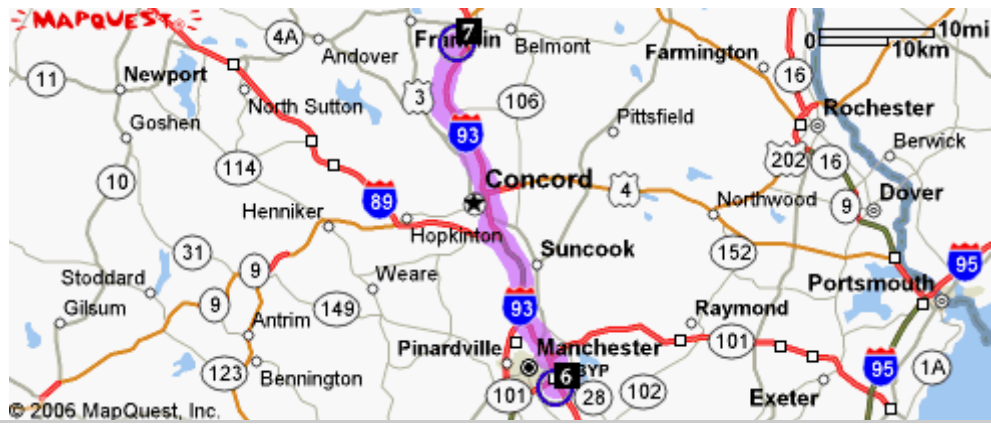 MAPQUEST
4A
Andover
Franklin
7
Belmont
Farmington
0
10mi
10km
11
Newport
North Sutton
3
106
16
Rochester
Goshen
93
Pittsfield
Berwick
114
202
16
10
89
Concord
4
Northwood
9
Dover
Henniker
Hopkinton
Suncook
152
31
9
Weare
95
Stoddard
Portsmouth
Gilsum
9
149
93
Raymond
Antrim
Pinardville
Manchester
101
123
Bennington
6
BYP
28
101
102
95
1A
Exeter
© 2006 MapQuest, Inc.